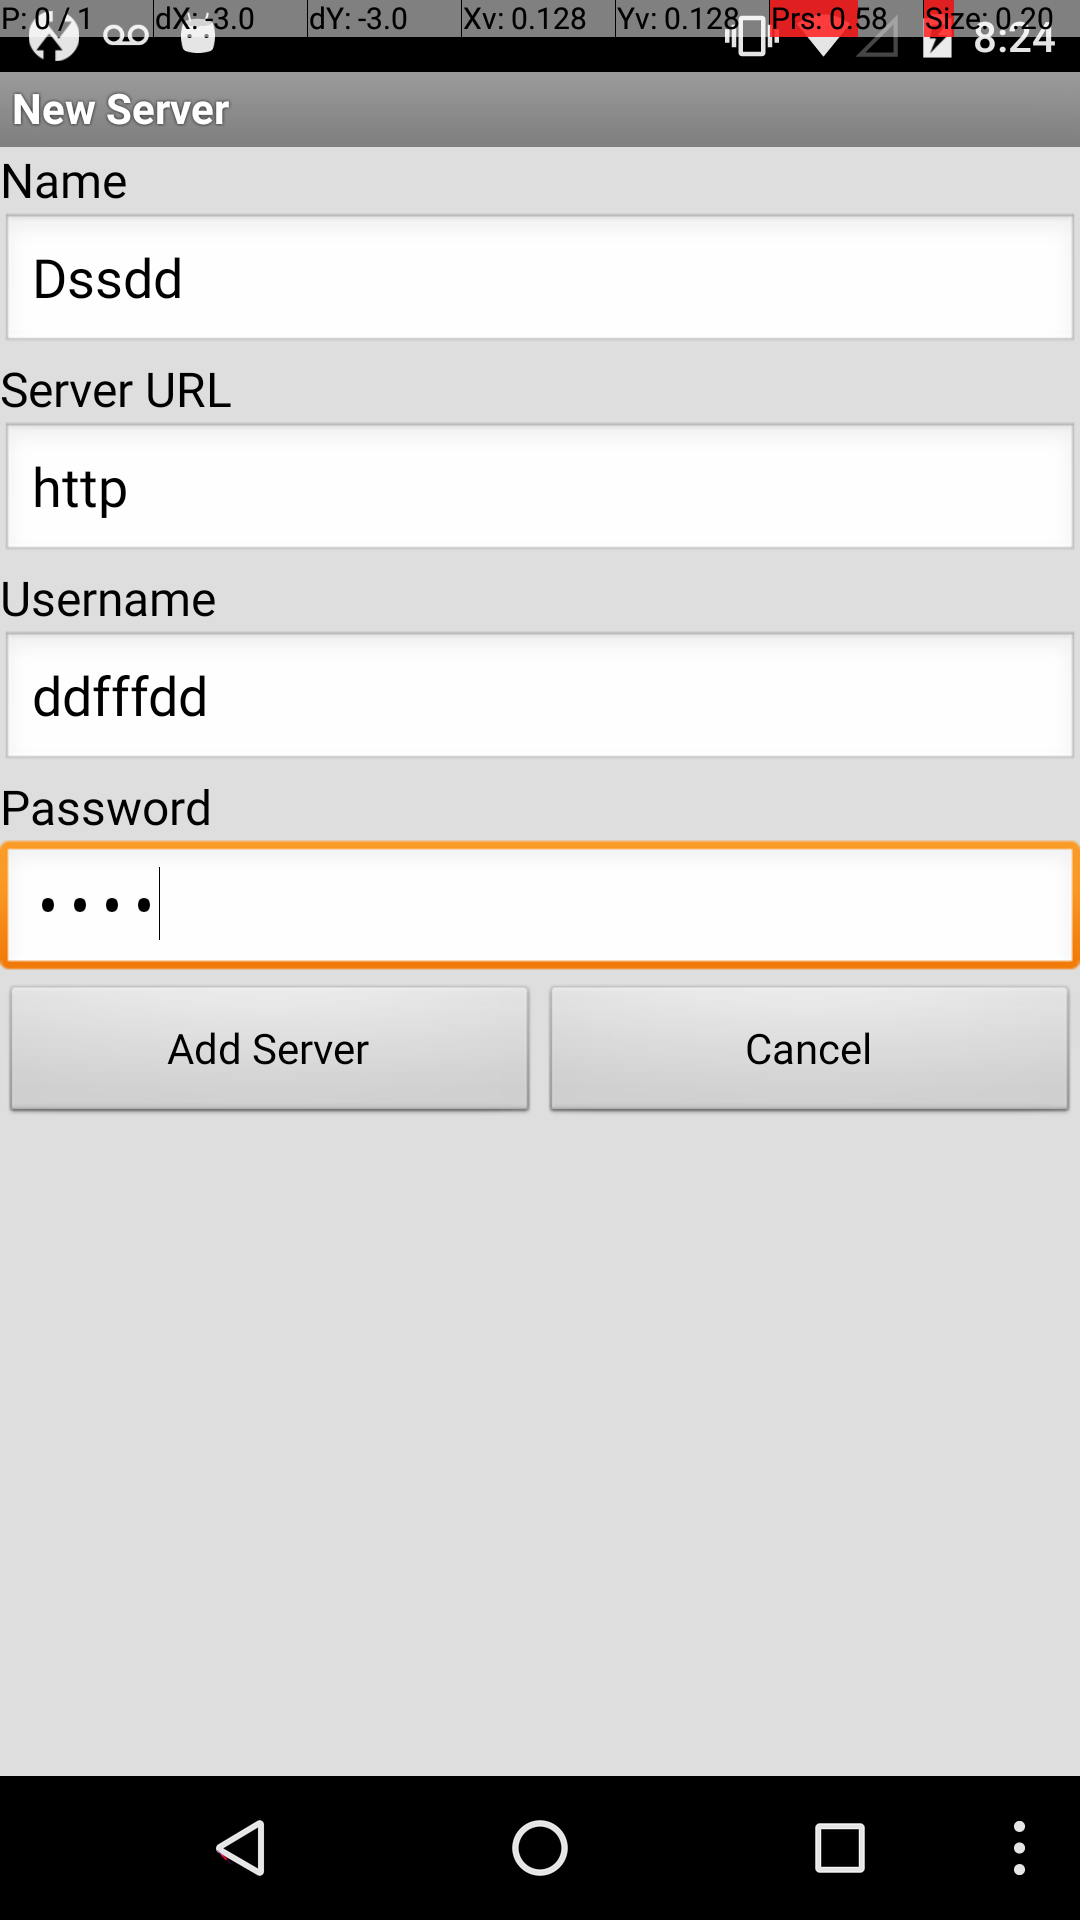 P: 0 / 1 dX: -3.0 dY: -3.0 Xv: 0.128 Yv: 0.128 Prs: 0.58 Size: 0.20
8:24
New Server
Name
Dssdd
Server URL
http
Username
ddfffdd
Password
••••
Add Server Cancel